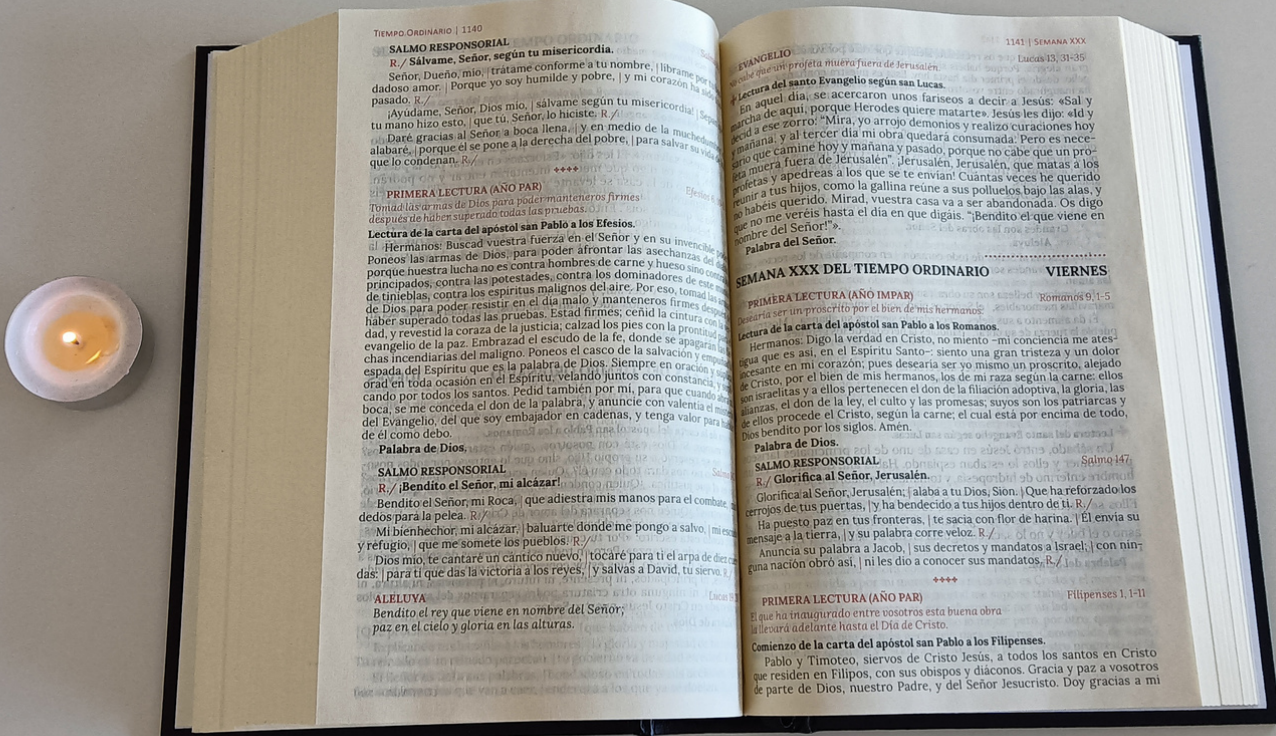 TIEMPO ORDINARIO | 1140
SALMO RESPONSORIAL
R./ Sálvame, Señor, según tu misericordia.
Señor, Dueño, mío, | trátame conforme a tu nombre, | líbrame por tu
dadoso amor. | Porque yo soy humilde y pobre, | y mi corazón ha sido
pasado. R./
¡Ayúdame, Señor, Dios mío, | sálvame según tu misericordia! | Sepan
tu mano hizo esto, | que tú, Señor, lo hiciste. R./
Daré gracias al Señor a boca llena, | y en medio de la muchedum
alabaré, | porque él se pone a la derecha del pobre, | para salvar su vida
que lo condenan. R./
PRIMERA LECTURA (AÑO PAR) Efesios 6,
Tomad las armas de Dios para poder manteneros firmes
después de haber superado todas las pruebas.
Lectura de la carta del apóstol san Pablo a los Efesios.
Hermanos: Buscad vuestra fuerza en el Señor y en su invencible
Poneos las armas de Dios, para poder afrontar las asechanzas del
porque nuestra lucha no es contra hombres de carne y hueso sino contra
principados, contra las potestades, contra los dominadores de este
de tinieblas, contra los espíritus malignos del aire. Por eso, tomad las
de Dios para poder resistir en el día malo y manteneros firmes después
haber superado todas las pruebas. Estad firmes; ceñid la cintura con
dad, y revestid la coraza de la justicia; calzad los pies con la prontitud
evangelio de la paz. Embrazad el escudo de la fe, donde se apagarán
chas incendiarias del maligno. Poneos el casco de la salvación y empu
espada del Espíritu que es la palabra de Dios. Siempre en oración y
orad en toda ocasión en el Espíritu, velando juntos con constancia, y
cando por todos los santos. Pedid también por mí, para que cuando
boca, se me conceda el don de la palabra, y anuncie con valentía el mis
del Evangelio, del que soy embajador en cadenas, y tenga valor para
de él como debo.
Palabra de Dios.
SALMO RESPONSORIAL Salmo
R./ ¡Bendito el Señor, mi alcázar!
Bendito el Señor, mi Roca, | que adiestra mis manos para el combate,
dedos para la pelea. R./
Mi bienhechor, mi alcázar, | baluarte donde me pongo a salvo, | mi escu
y refugio, | que me somete los pueblos. R./
Dios mío, te cantaré un cántico nuevo, | tocaré para ti el arpa de diez
das: | para ti que das la victoria a los reyes, | y salvas a David, tu siervo. R./
ALELUYA Lucas
Bendito el rey que viene en nombre del Señor;
paz en el cielo y gloria en las alturas.
1141 | SEMANA XXX
EVANGELIO Lucas 13, 31-35
cabe que un profeta muera fuera de Jerusalén.
Lectura del santo Evangelio según san Lucas.
En aquel día, se acercaron unos fariseos a decir a Jesús: «Sal y
marcha de aquí, porque Herodes quiere matarte». Jesús les dijo: «Id y
decid a ese zorro: “Mira, yo arrojo demonios y realizo curaciones hoy
y mañana, y al tercer día mi obra quedará consumada. Pero es nece-
sario que camine hoy y mañana y pasado, porque no cabe que un pro-
feta muera fuera de Jerusalén”. ¡Jerusalén, Jerusalén, que matas a los
profetas y apedreas a los que se te envían! Cuántas veces he querido
reunir a tus hijos, como la gallina reúne a sus polluelos bajo las alas, y
no habéis querido. Mirad, vuestra casa va a ser abandonada. Os digo
que no me veréis hasta el día en que digáis. “¡Bendito el que viene en
nombre del Señor!”».
Palabra del Señor.
SEMANA XXX DEL TIEMPO ORDINARIO VIERNES
PRIMERA LECTURA (AÑO IMPAR) Romanos 9, 1-5
Desearía ser un proscrito por el bien de mis hermanos.
Lectura de la carta del apóstol san Pablo a los Romanos.
Hermanos: Digo la verdad en Cristo, no miento –mi conciencia me ates-
tigua que es así, en el Espíritu Santo–: siento una gran tristeza y un dolor
incesante en mi corazón; pues desearía ser yo mismo un proscrito, alejado
de Cristo, por el bien de mis hermanos, los de mi raza según la carne: ellos
son israelitas y a ellos pertenecen el don de la filiación adoptiva, la gloria, las
alianzas, el don de la ley, el culto y las promesas; suyos son los patriarcas y
de ellos procede el Cristo, según la carne; el cual está por encima de todo,
Dios bendito por los siglos. Amén.
Palabra de Dios.
SALMO RESPONSORIAL Salmo 147,
R./ Glorifica al Señor, Jerusalén.
Glorifica al Señor, Jerusalén; | alaba a tu Dios, Sion. | Que ha reforzado los
cerrojos de tus puertas, | y ha bendecido a tus hijos dentro de ti. R./
Ha puesto paz en tus fronteras, | te sacia con flor de harina. | Él envía su
mensaje a la tierra, | y su palabra corre veloz. R./
Anuncia su palabra a Jacob, | sus decretos y mandatos a Israel; | con nin-
guna nación obró así, | ni les dio a conocer sus mandatos. R./
PRIMERA LECTURA (AÑO PAR) Filipenses 1, 1-11
El que ha inaugurado entre vosotros esta buena obra
la llevará adelante hasta el Día de Cristo.
Comienzo de la carta del apóstol san Pablo a los Filipenses.
Pablo y Timoteo, siervos de Cristo Jesús, a todos los santos en Cristo
que residen en Filipos, con sus obispos y diáconos. Gracia y paz a vosotros
de parte de Dios, nuestro Padre, y del Señor Jesucristo. Doy gracias a mi